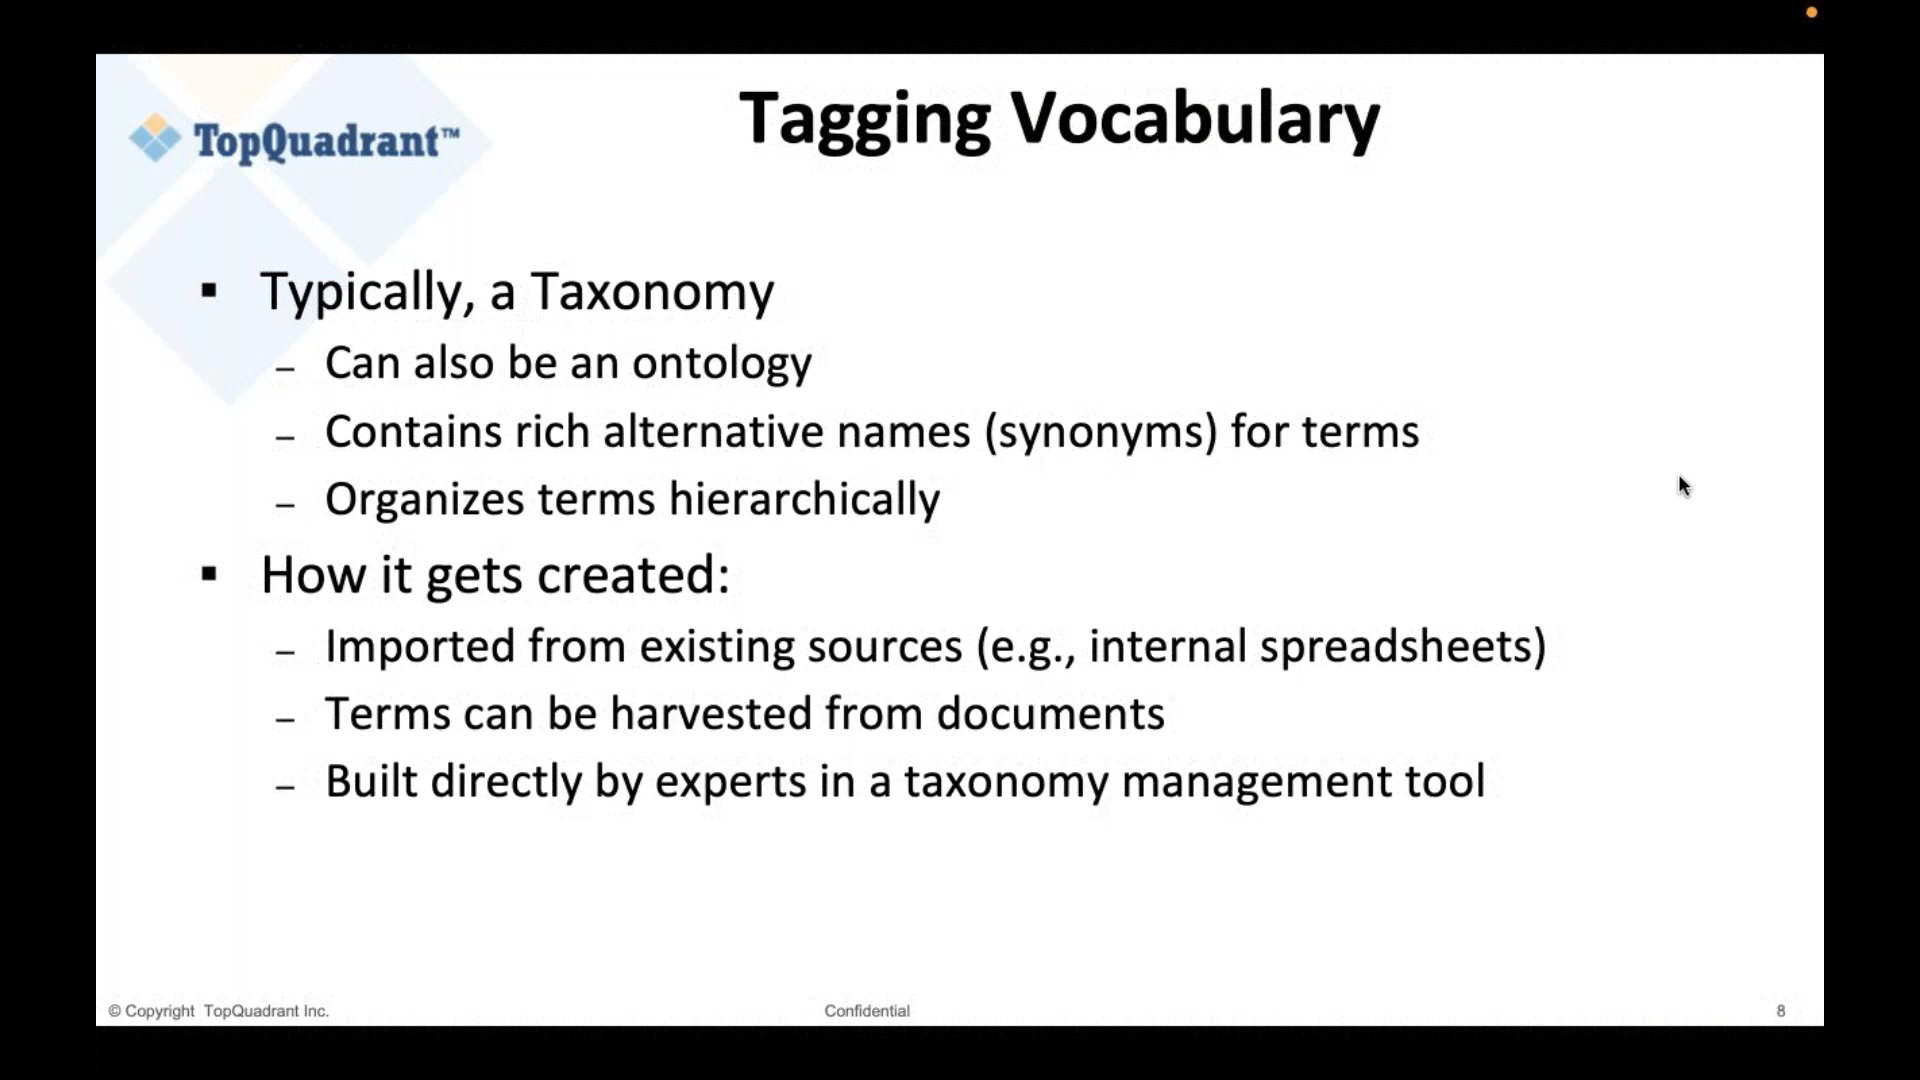 TopQuadrant™
Tagging Vocabulary
▪ Typically, a Taxonomy
– Can also be an ontology
– Contains rich alternative names (synonyms) for terms
– Organizes terms hierarchically
▪ How it gets created:
– Imported from existing sources (e.g., internal spreadsheets)
– Terms can be harvested from documents
– Built directly by experts in a taxonomy management tool
© Copyright TopQuadrant Inc.
Confidential
8